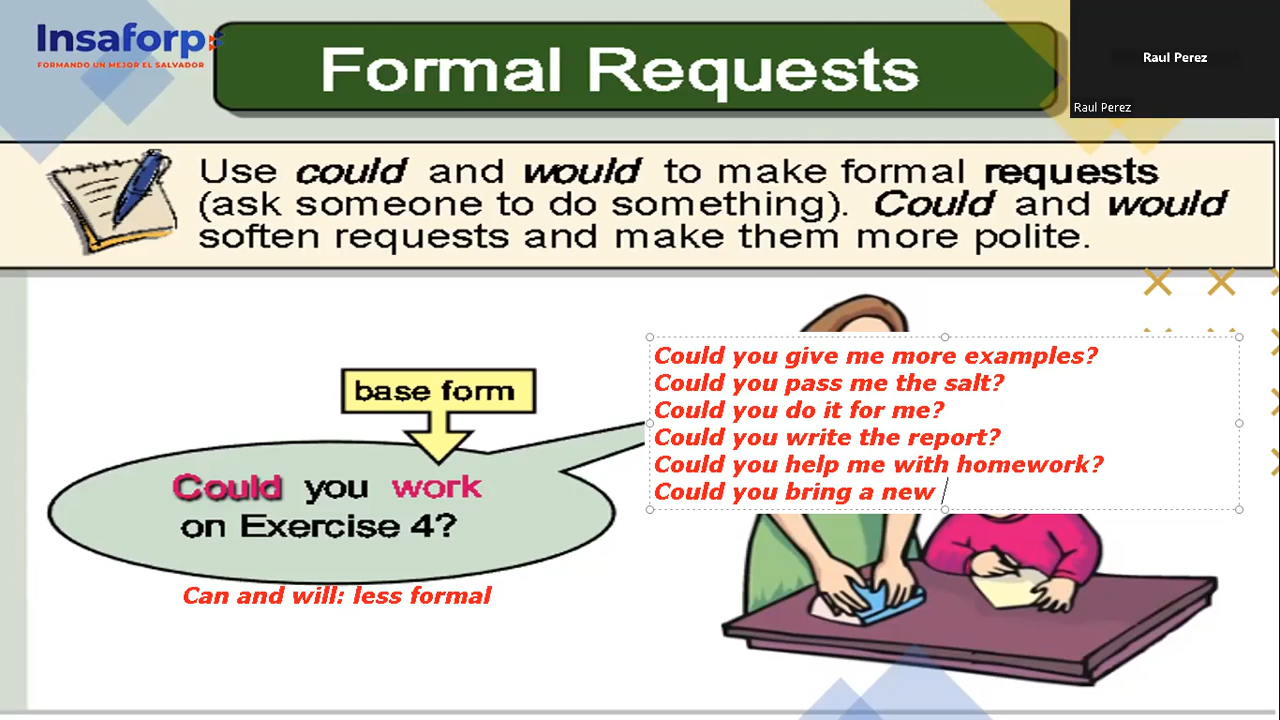 Insaforp
FORMANDO UN MEJOR EL SALVADOR
Formal Requests
Raul Perez
Raul Perez
Use could and would to make formal requests
(ask someone to do something). Could and would
soften requests and make them more polite.
base form
Could you work
on Exercise 4?
Can and will: less formal
Could you give me more examples?
Could you pass me the salt?
Could you do it for me?
Could you write the report?
Could you help me with homework?
Could you bring a new